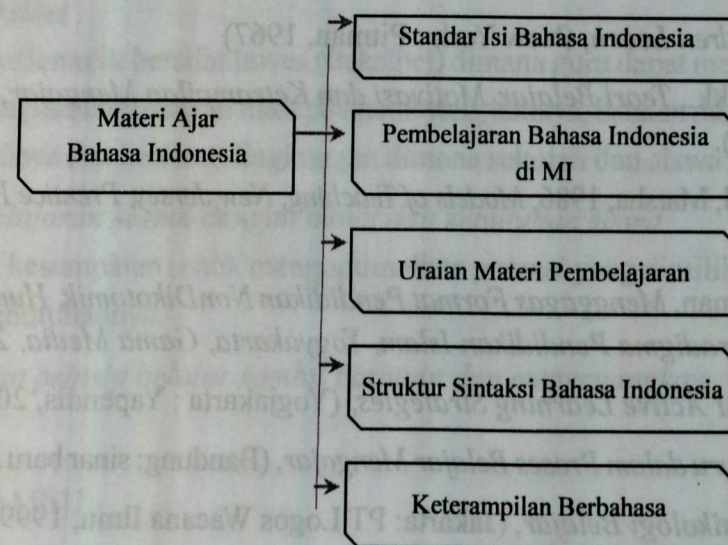 Materi Ajar
Bahasa Indonesia
Standar Isi Bahasa Indonesia
Pembelajaran Bahasa Indonesia
di MI
Uraian Materi Pembelajaran
Struktur Sintaksi Bahasa Indonesia
Keterampilan Berbahasa